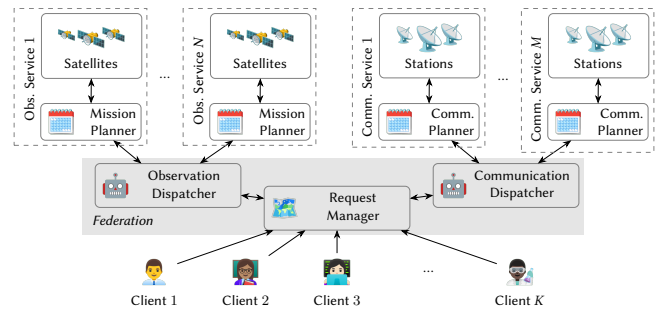 Obs. Service 1
Satellites
Mission
Planner
...
Obs. Service N
Satellites
Mission
Planner
Comm. Service 1
Stations
Comm.
Planner
...
Comm. Service M
Stations
Comm.
Planner
Observation
Dispatcher
Communication
Dispatcher
Request
Manager
Federation
Client 1
Client 2
Client 3
...
Client K